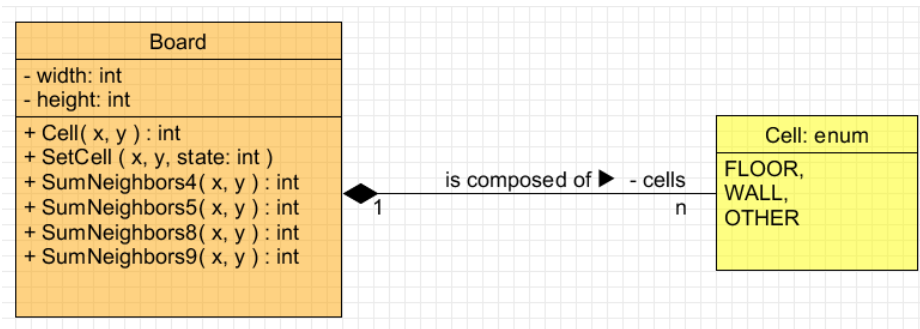 Board
- width: int
- height: int
+ Cell( x, y ) : int
+ SetCell ( x, y, state: int )
+ SumNeighbors4( x, y ) : int
+ SumNeighbors5( x, y ) : int
+ SumNeighbors8( x, y ) : int
+ SumNeighbors9( x, y ) : int
is composed of ▶ - cells
1 n
Cell: enum
FLOOR,
WALL,
OTHER